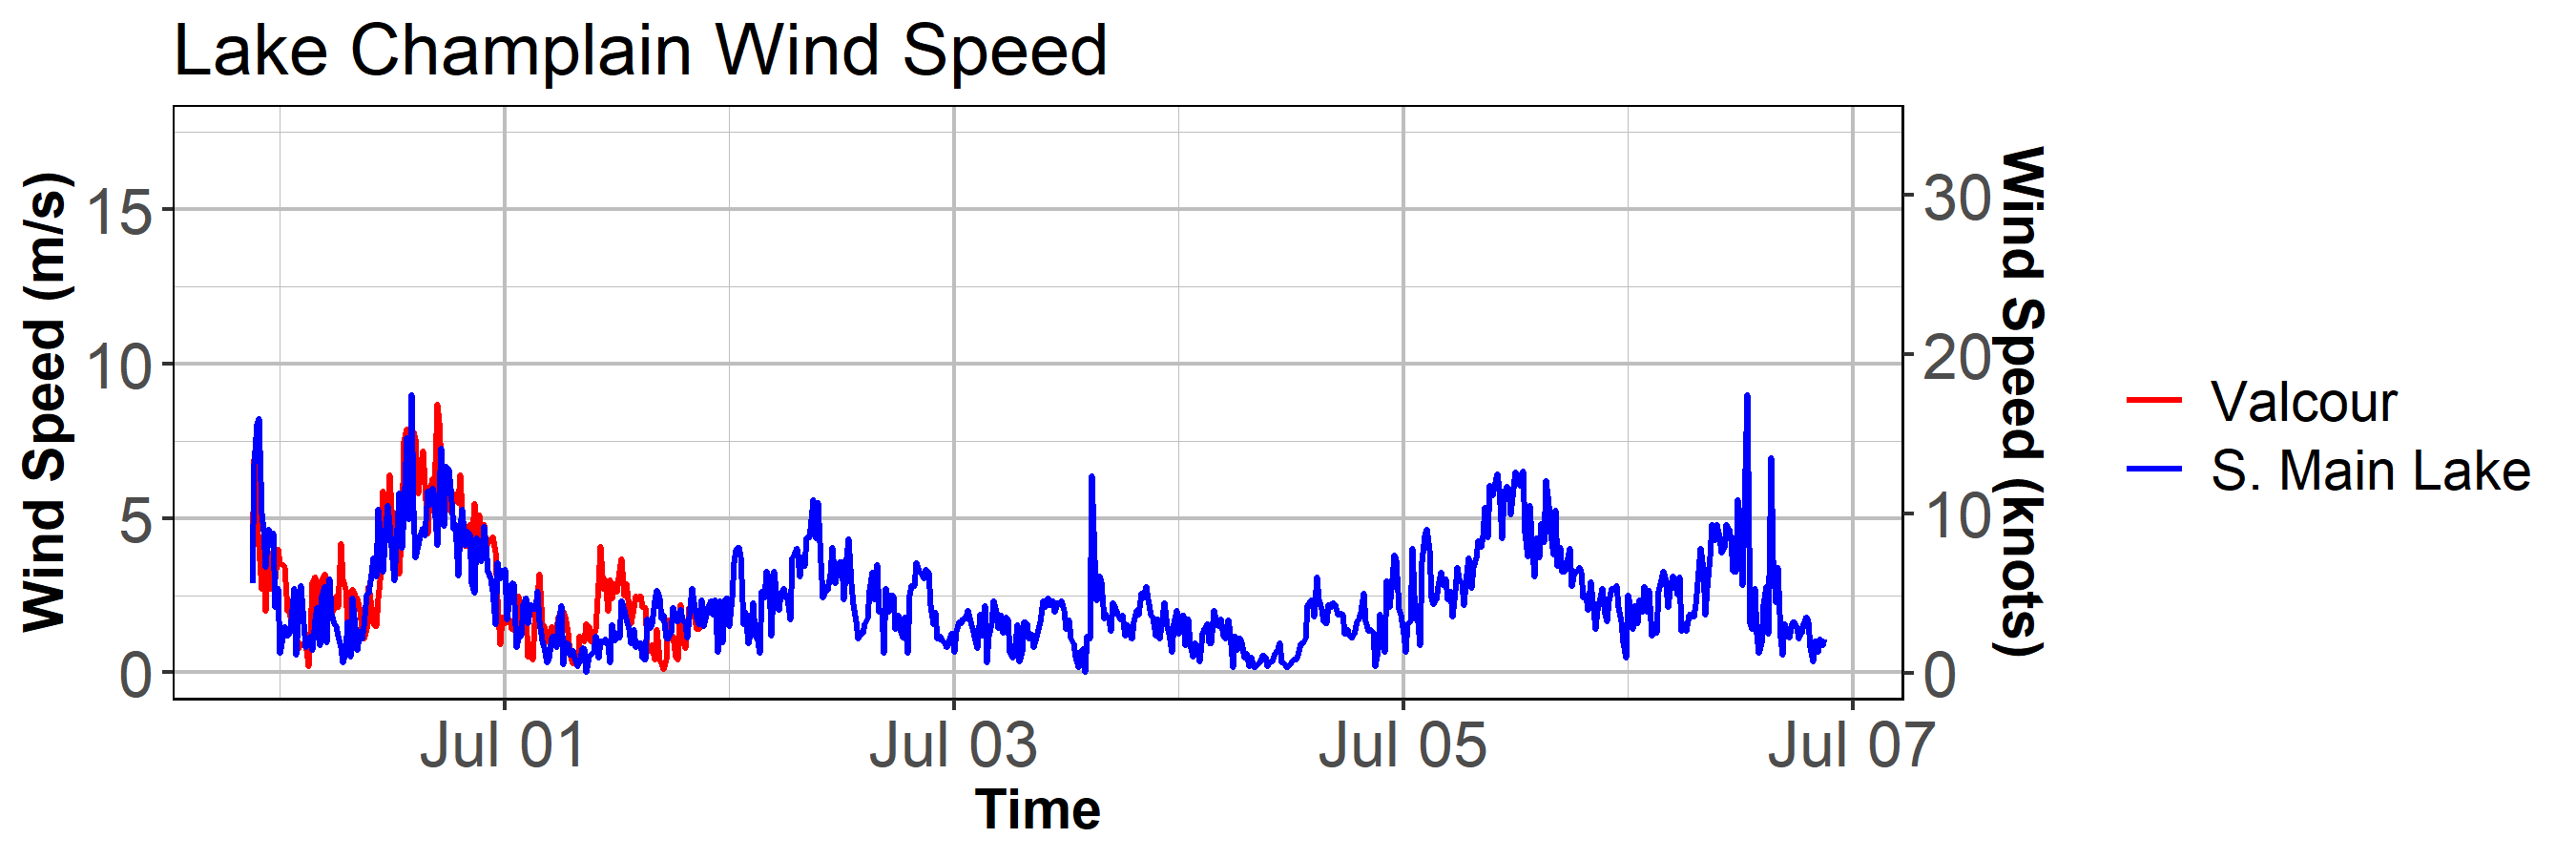 Lake Champlain Wind Speed
Wind Speed (m/s)
15
10
5
0
30
20
10
0
Wind Speed (knots)
Jul 01
Jul 03
Jul 05
Jul 07
Time
Valcour
S. Main Lake